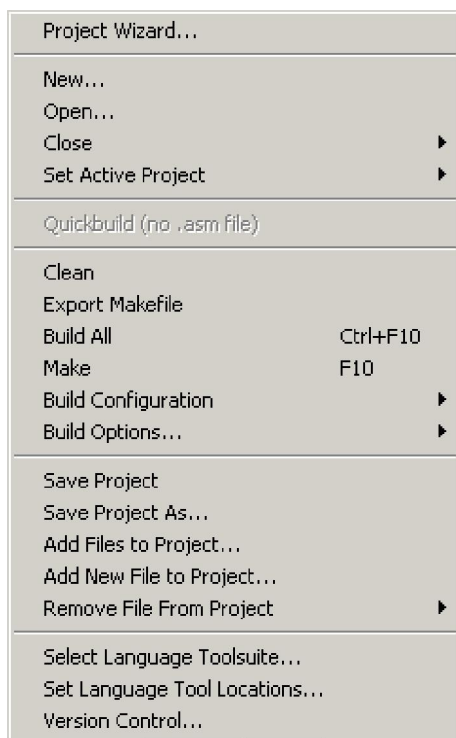 Project Wizard...
New...
Open...
Close
Set Active Project
Quickbuild (no .asm file)
Clean
Export Makefile
Build All Ctrl+F10
Make F10
Build Configuration
Build Options...
Save Project
Save Project As...
Add Files to Project...
Add New File to Project...
Remove File From Project
Select Language Toolsuite...
Set Language Tool Locations...
Version Control...